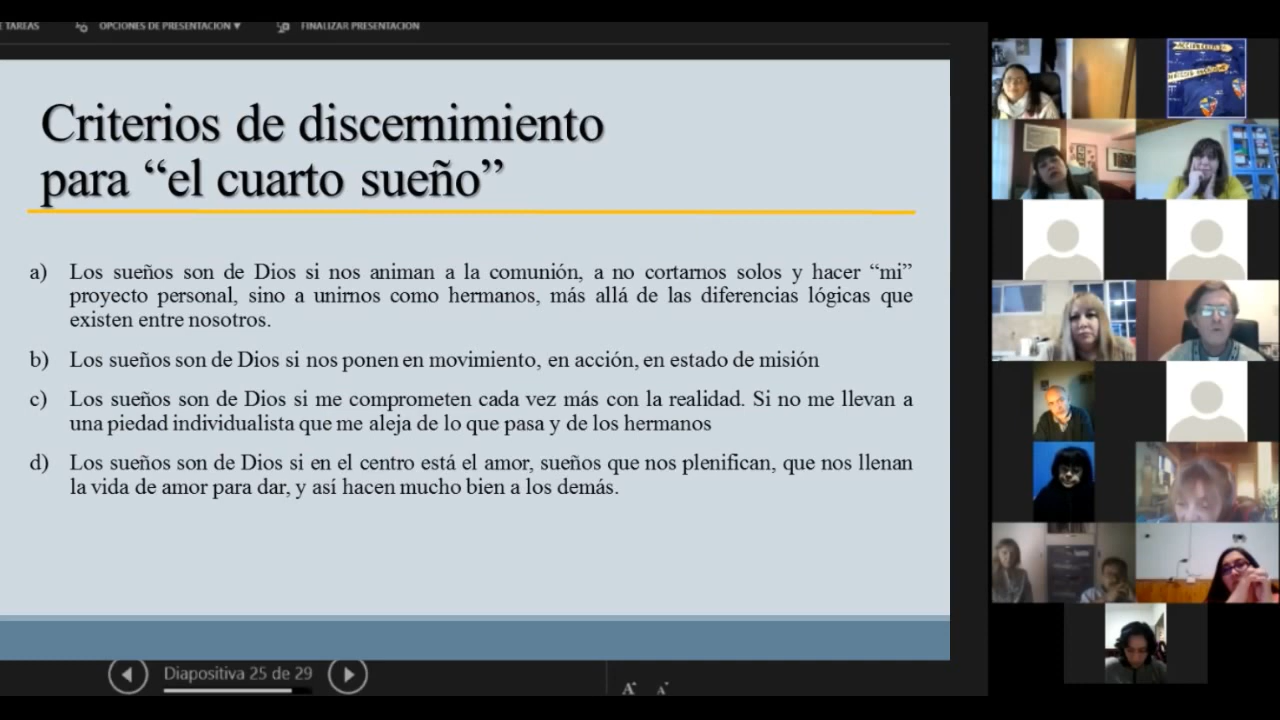 TAREAS
OPCIONES DE PRESENTACIÓN ▼
FINALIZAR PRESENTACIÓN
Criterios de discernimiento
para “el cuarto sueño”
a) Los sueños son de Dios si nos animan a la comunión, a no cortarnos solos y hacer “mi”
proyecto personal, sino a unirnos como hermanos, más allá de las diferencias lógicas que
existen entre nosotros.
b) Los sueños son de Dios si nos ponen en movimiento, en acción, en estado de misión
c) Los sueños son de Dios si me comprometen cada vez más con la realidad. Si no me llevan a
una piedad individualista que me aleja de lo que pasa y de los hermanos
d) Los sueños son de Dios si en el centro está el amor, sueños que nos plenifican, que nos llenan
la vida de amor para dar, y así hacen mucho bien a los demás.
Diapositiva 25 de 29
A A